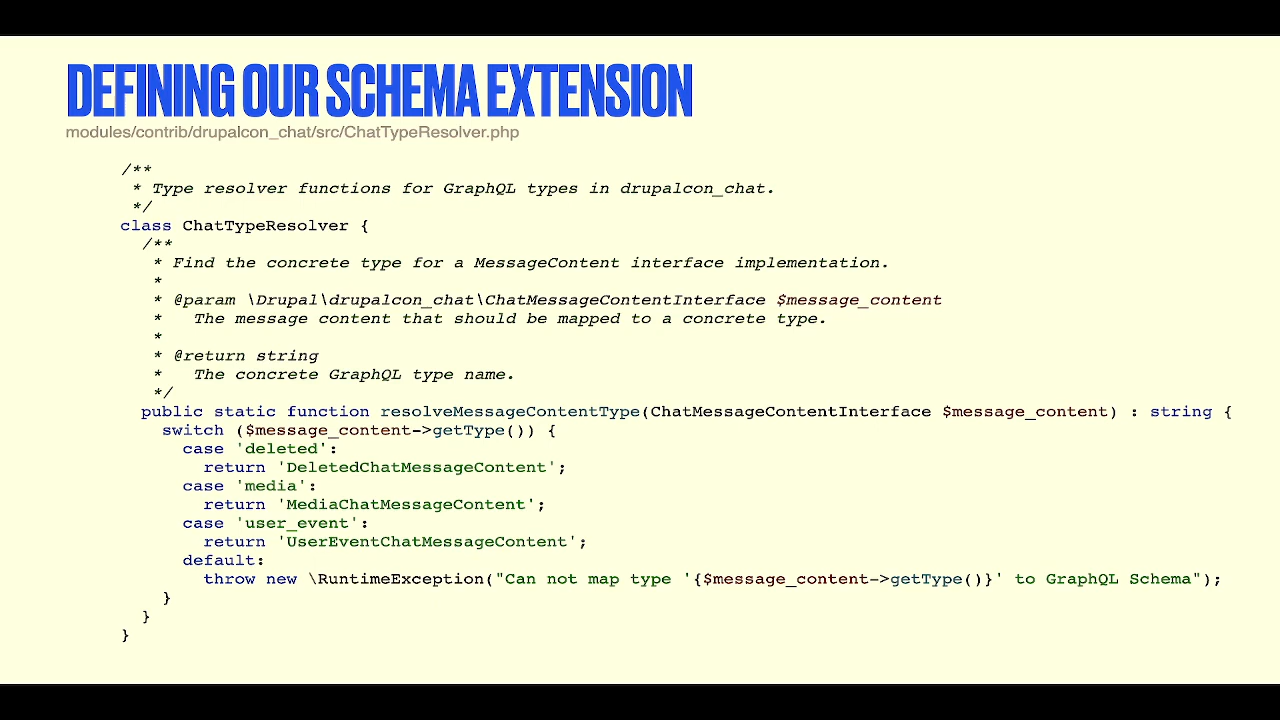 DEFINING OUR SCHEMA EXTENSION
modules/contrib/drupalcon_chat/src/ChatTypeResolver.php
/**
 * Type resolver functions for GraphQL types in drupalcon_chat.
 */
class ChatTypeResolver {
  /**
   * Find the concrete type for a MessageContent interface implementation.
   *
   * @param \Drupal\drupalcon_chat\ChatMessageContentInterface $message_content
   *   The message content that should be mapped to a concrete type.
   *
   * @return string
   *   The concrete GraphQL type name.
   */
  public static function resolveMessageContentType(ChatMessageContentInterface $message_content) : string {
    switch ($message_content->getType()) {
      case 'deleted':
        return 'DeletedChatMessageContent';
      case 'media':
        return 'MediaChatMessageContent';
      case 'user_event':
        return 'UserEventChatMessageContent';
      default:
        throw new \RuntimeException("Can not map type '{$message_content->getType()}' to GraphQL Schema");
    }
  }
}